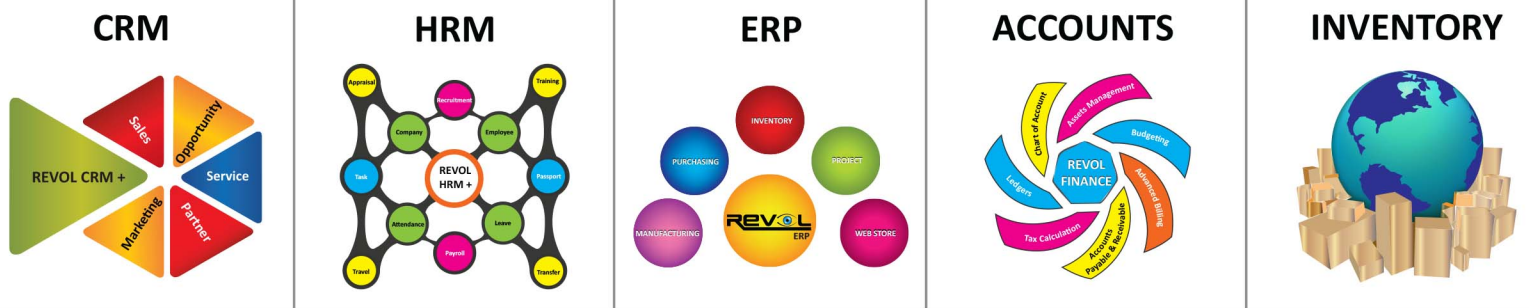 CRM
REVOL CRM +
Sales
Opportunity
Service
Partner
Marketing
HRM
Appraisal
Training
Recruitment
Company
Employee
Task
REVOL
HRM +
Passport
Attendance
Leave
Payroll
Travel
Transfer
ERP
INVENTORY
PURCHASING
PROJECT
MANUFACTURING
REVOL
ERP
WEB STORE
ACCOUNTS
Chart of Account
Assets Management
Budgeting
REVOL
FINANCE
Ledgers
Advanced Billing
Tax Calculation
Accounts
Payable & Receivable
INVENTORY